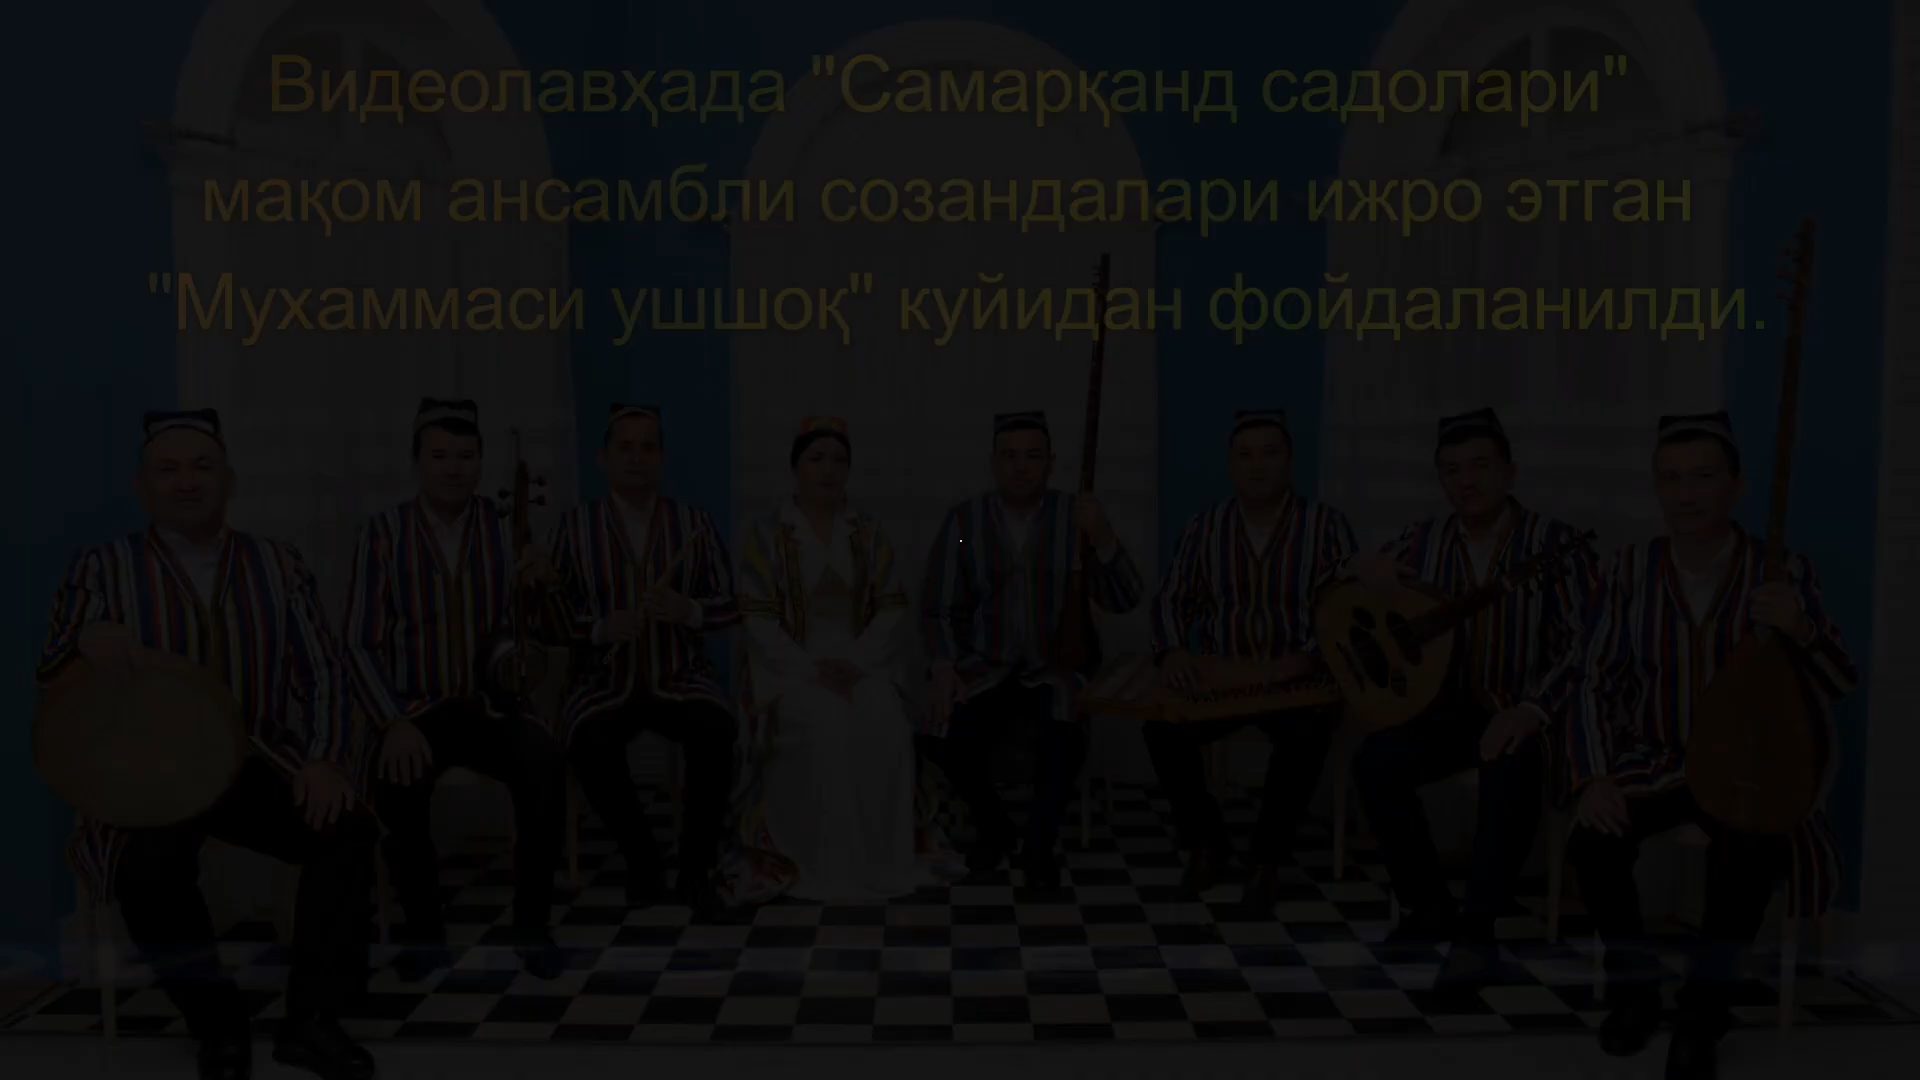 Видеолавҳада "Самарқанд садолари"
мақом ансамбли созандалари ижро этган
"Мухаммаси ушшоқ" куйидан фойдаланилди.